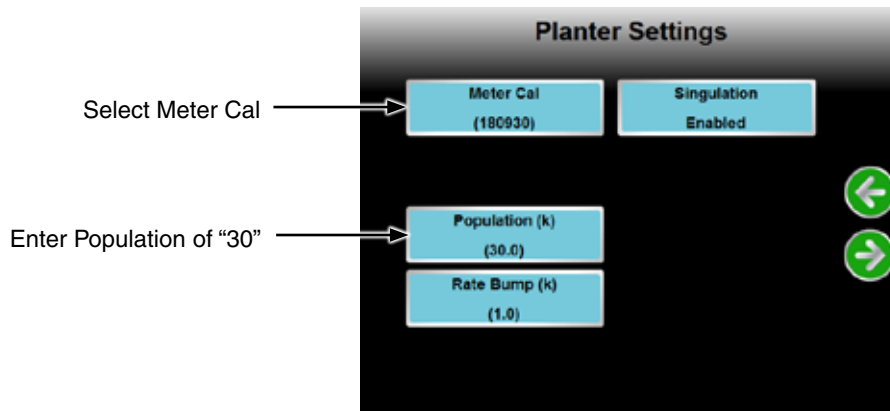 Planter Settings
Select Meter Cal
Meter Cal
(180930)
Singulation
Enabled
Enter Population of “30”
Population (k)
(30.0)
Rate Bump (k)
(1.0)